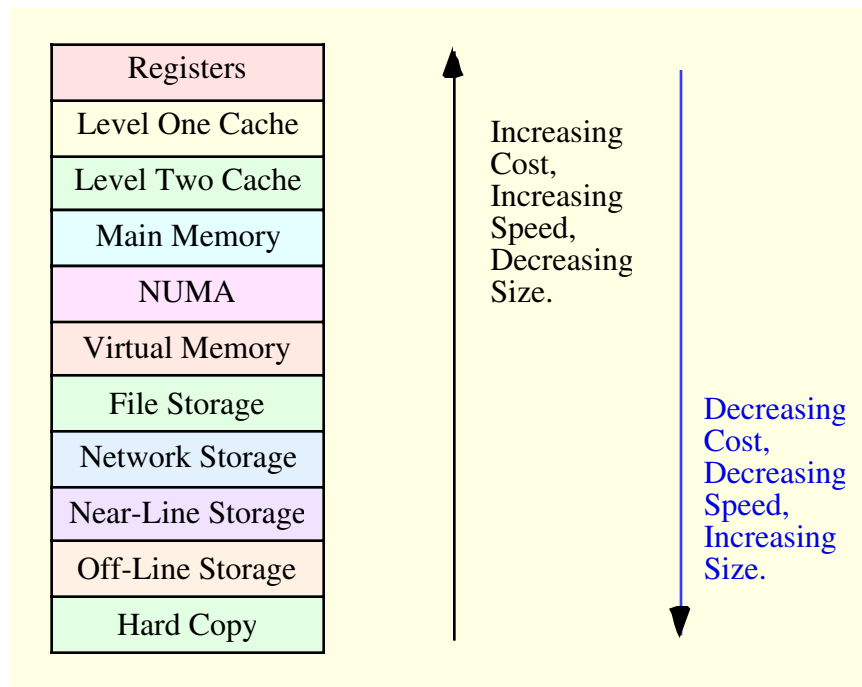 Registers
Level One Cache
Level Two Cache
Main Memory
NUMA
Virtual Memory
File Storage
Network Storage
Near-Line Storage
Off-Line Storage
Hard Copy
Increasing
Cost,
Increasing
Speed,
Decreasing
Size.
Decreasing
Cost,
Decreasing
Speed,
Increasing
Size.